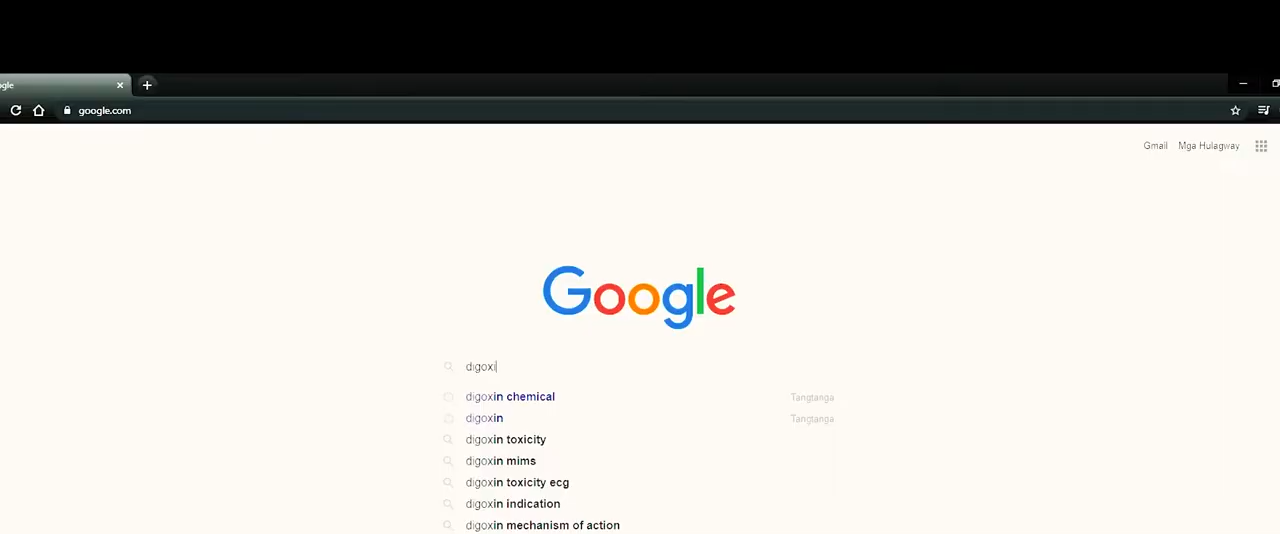 gle
google.com
Gmail Mga Hulagway
Google
digoxi
digoxin chemical Tangtanga
digoxin Tangtanga
digoxin toxicity
digoxin mims
digoxin toxicity ecg
digoxin indication
digoxin mechanism of action